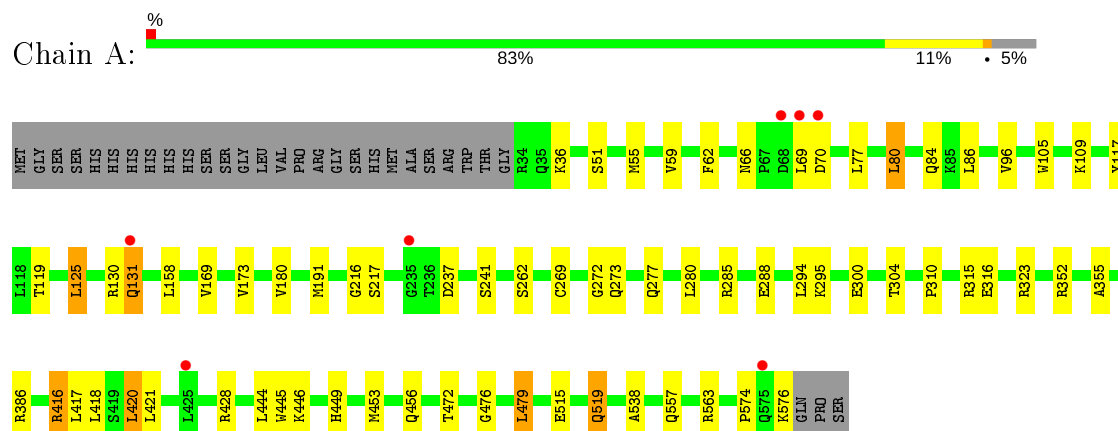 %
Chain A:
83% 11% • 5%
MET GLY SER SER HIS HIS HIS HIS HIS HIS SER SER GLY LEU VAL PRO ARG GLY SER HIS MET ALA SER ARG TRP THR GLY R34 Q35 K36 S51 M55 V59 F62 N66 P67 D68 L69 D70 L77 L80 Q84 K85 L86 V96 W105 K109 Y117
L118 T119 L125 R130 Q131 L158 V169 V173 V180 M191 G216 S217 G235 T236 D237 S241 S262 C269 G272 Q273 Q277 L280 R285 E288 L294 K295 E300 T304 P310 R315 E316 R323 R352 A355
R386 R416 L417 L418 S419 L420 L421 L425 R428 L444 W445 K446 H449 M453 Q456 T472 G476 L479 E515 Q519 A538 Q557 R563 P574 Q575 K576 GLN PRO SER